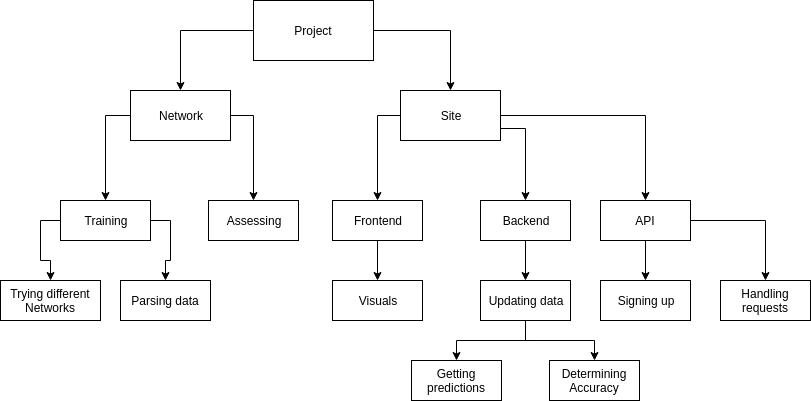 Project
Network
Site
Training
Assessing
Frontend
Backend
API
Trying different
Networks
Parsing data
Visuals
Updating data
Signing up
Handling
requests
Getting
predictions
Determining
Accuracy